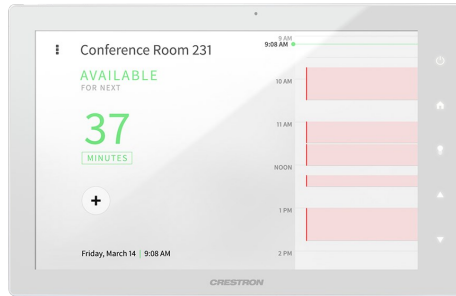 Conference Room 231
AVAILABLE
FOR NEXT
37
MINUTES
+
Friday, March 14 | 9:08 AM
9 AM
9:08 AM
10 AM
11 AM
NOON
1 PM
2 PM
CRESTRON